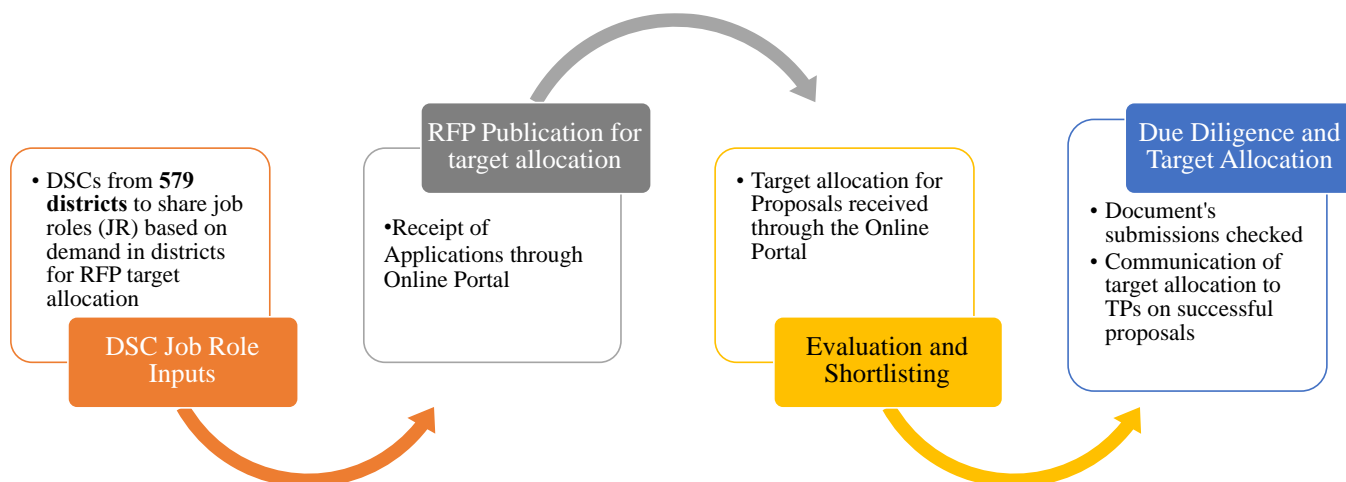 • DSCs from 579
districts to share job
roles (JR) based on
demand in districts
for RFP target
allocation
DSC Job Role
Inputs
RFP Publication for
target allocation
•Receipt of
Applications through
Online Portal
• Target allocation for
Proposals received
through the Online
Portal
Evaluation and
Shortlisting
Due Diligence and
Target Allocation
• Document's
submissions checked
• Communication of
target allocation to
TPs on successful
proposals